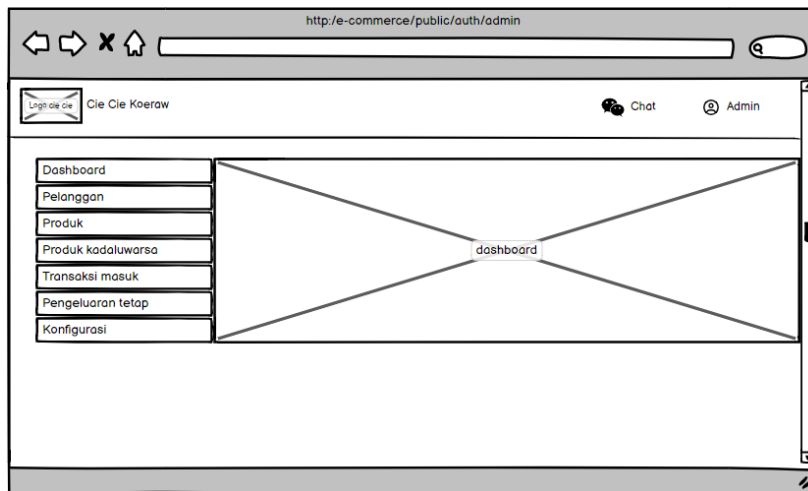 http:/e-commerce/public/auth/admin
Logo cie cie
Cie Cie Koeraw
Chat
Admin
Dashboard
Pelanggan
Produk
Produk kadaluwarsa
Transaksi masuk
Pengeluaran tetap
Konfigurasi
dashboard